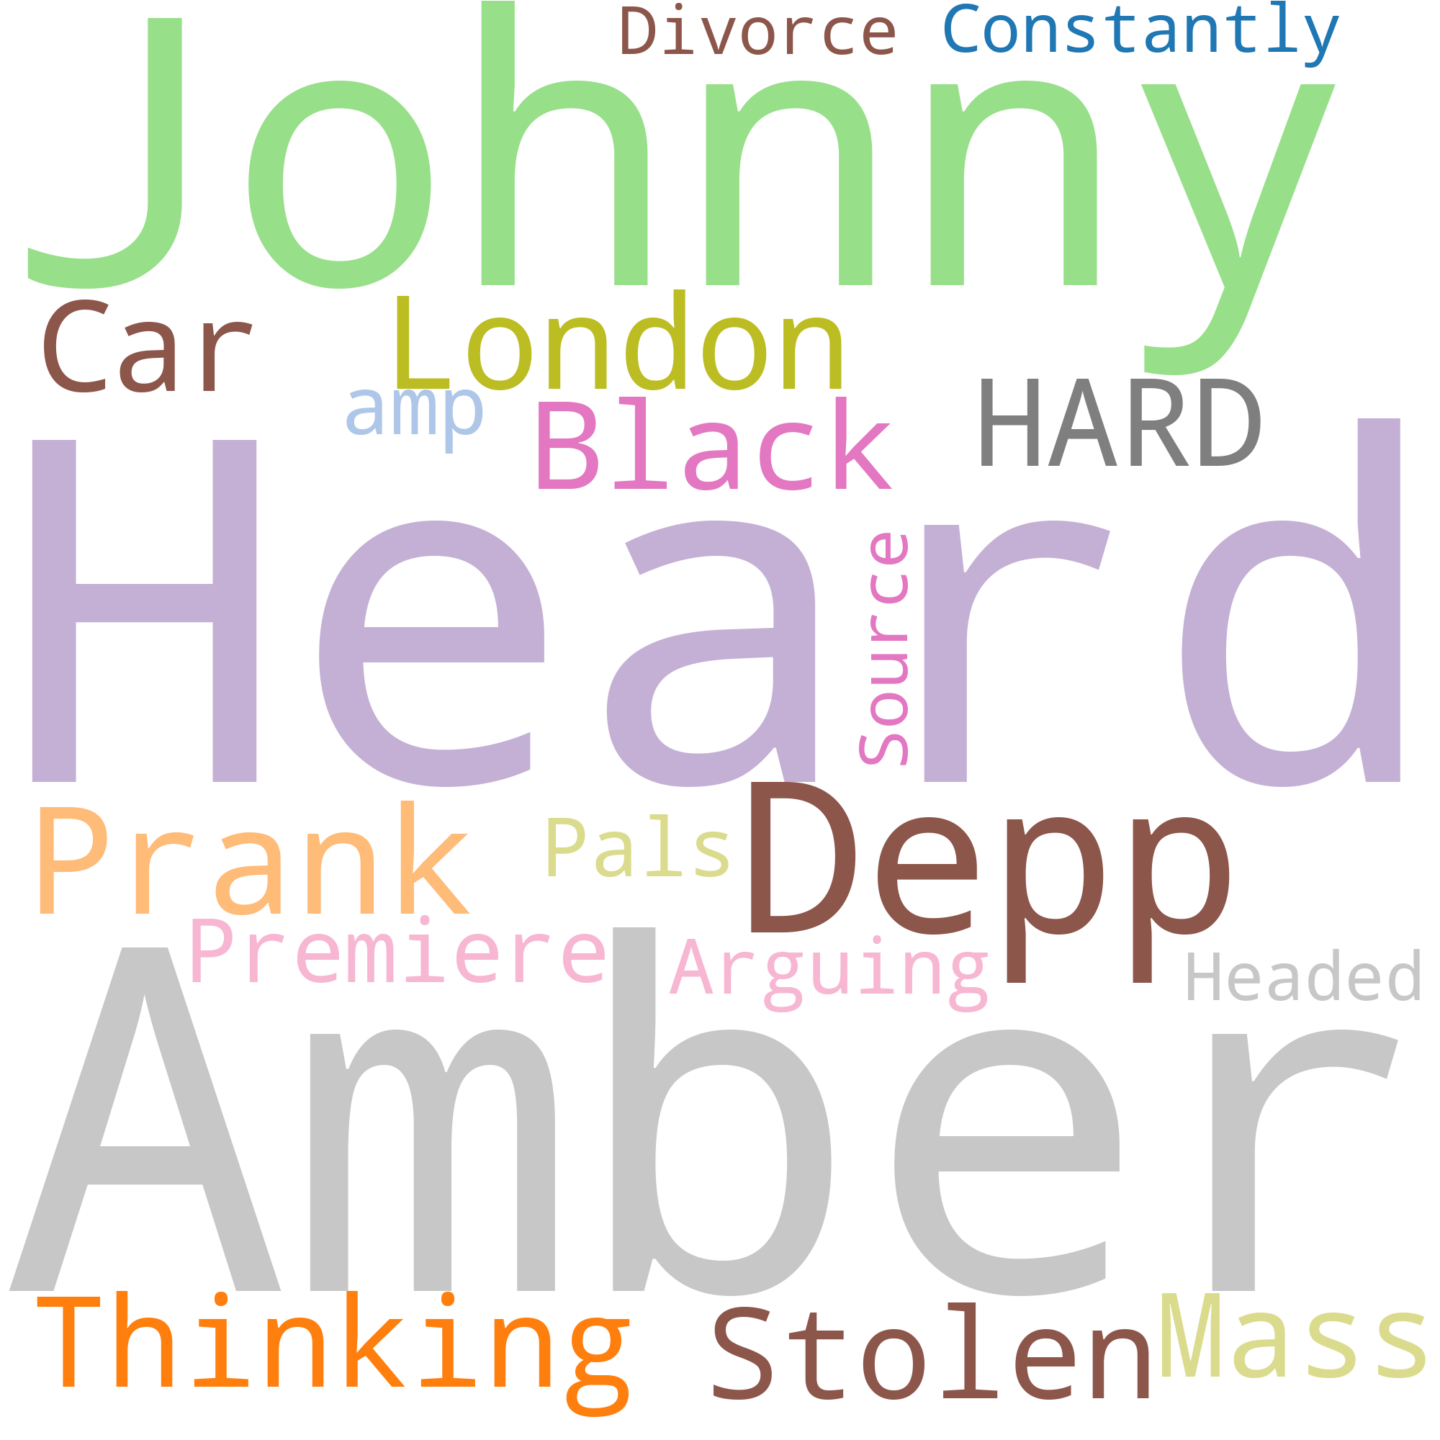 Divorce Constantly
Johnny
Car London
amp Black HARD
Heard
Source
Prank Pals Depp
Premiere Arguing Headed
Amber
Thinking Stolen Mass